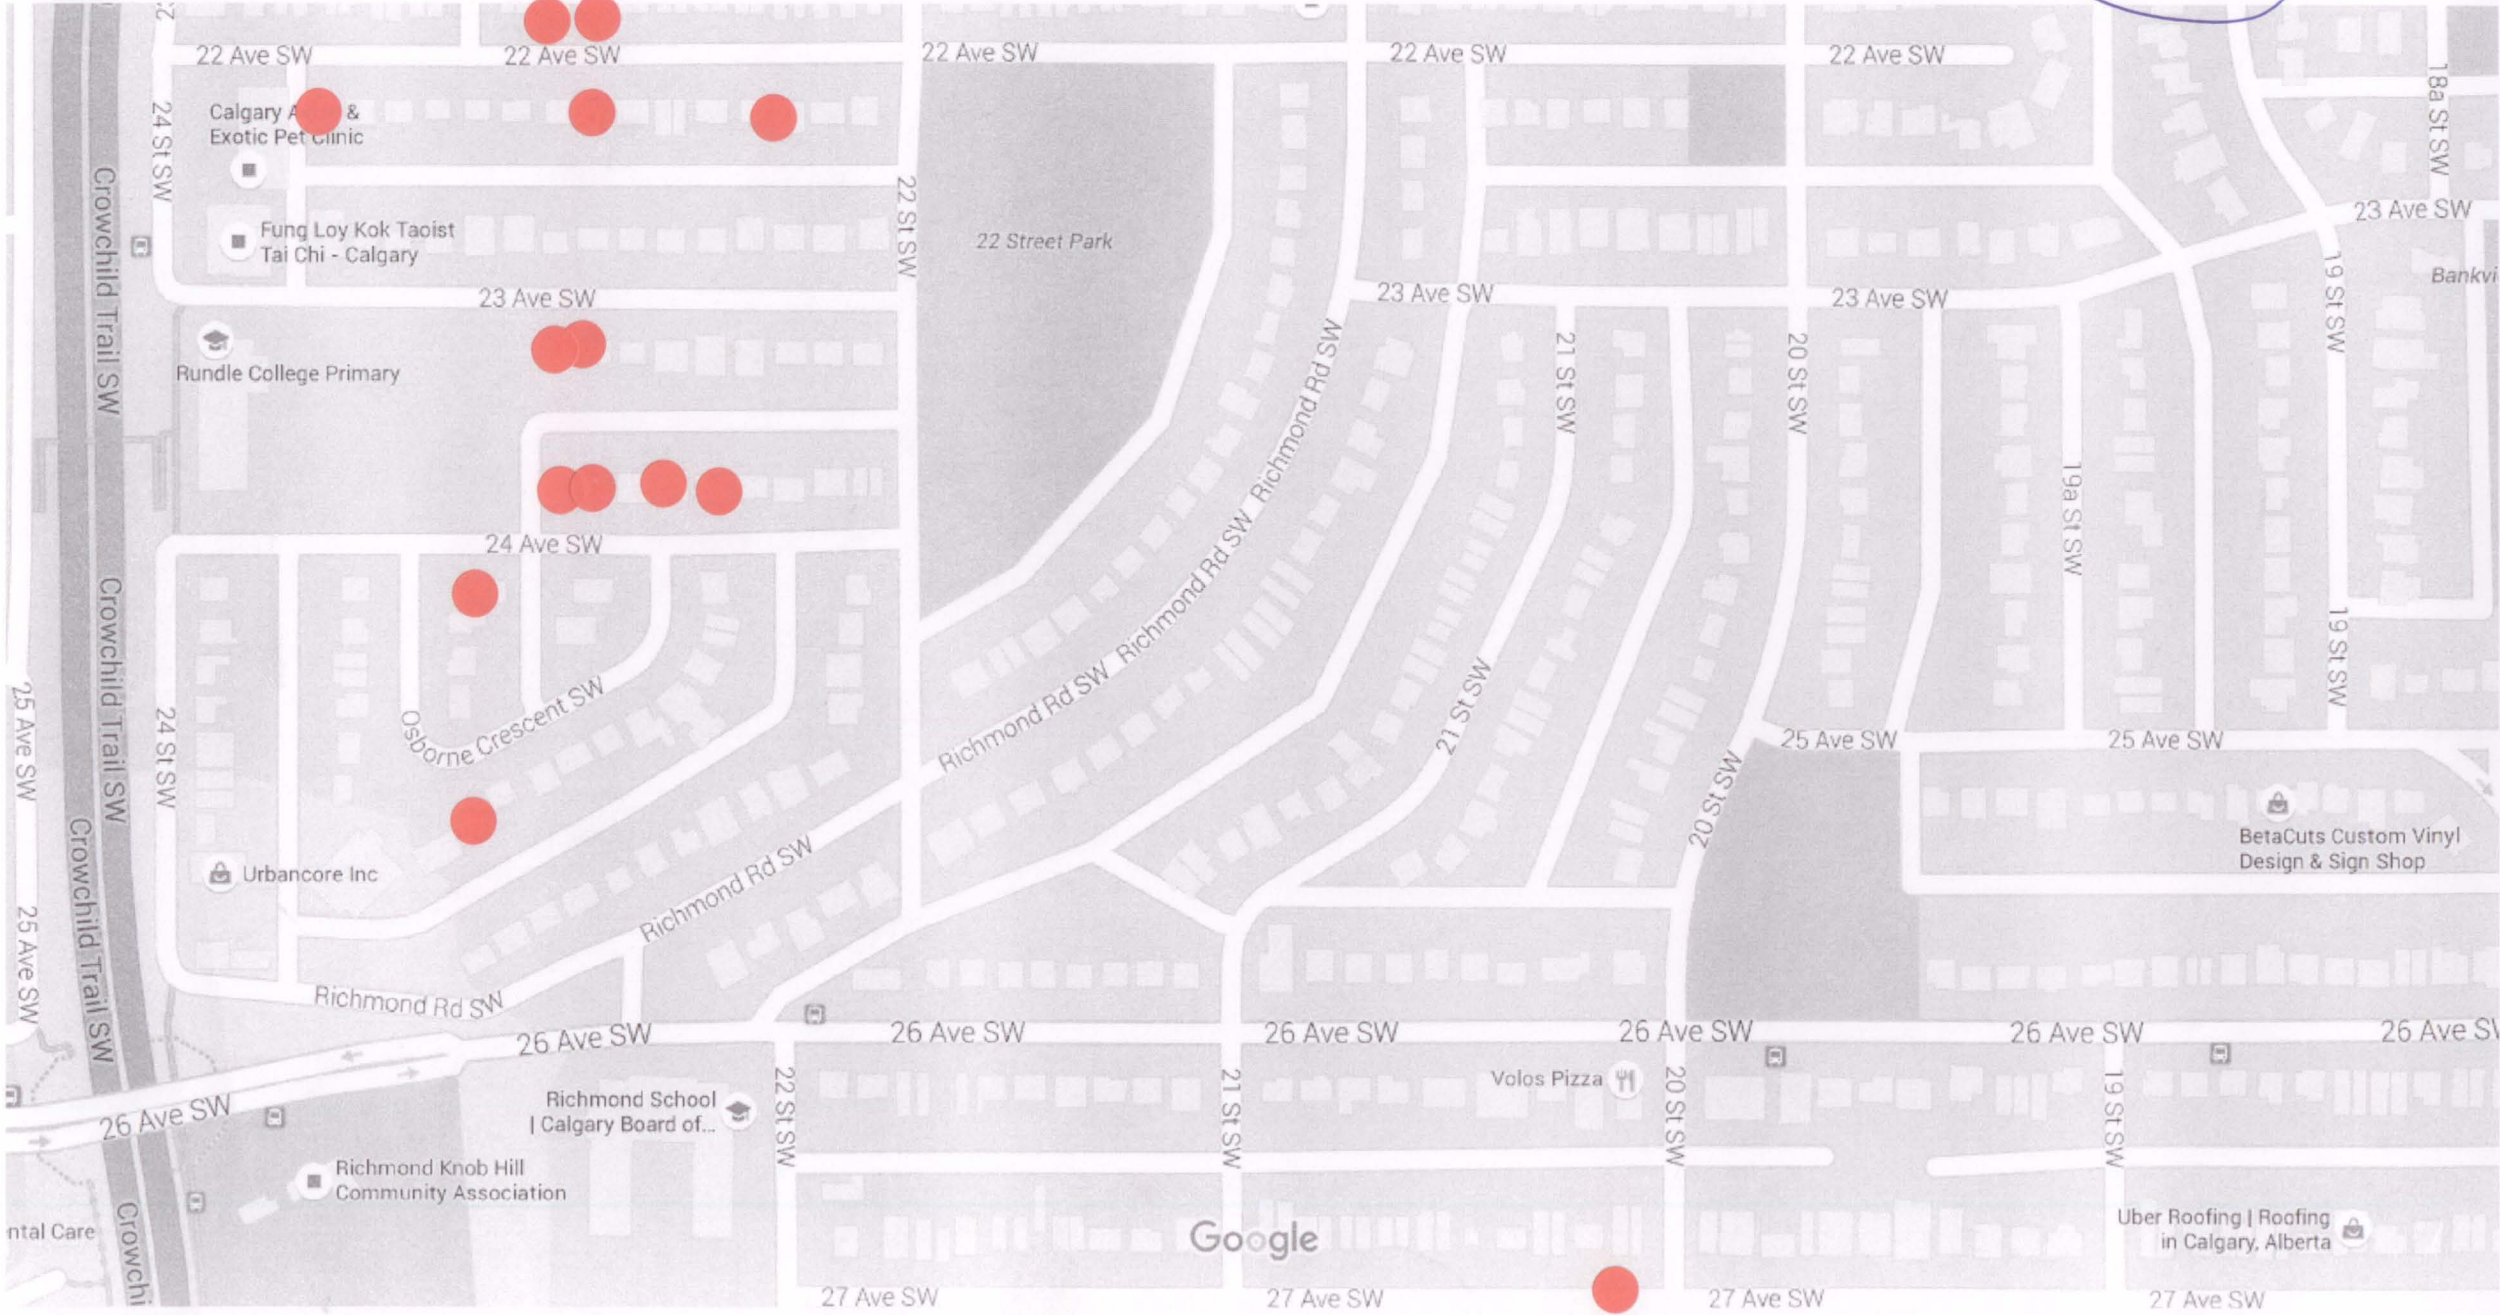 22 Ave SW
22 Ave SW
22 Ave SW
22 Ave SW
22 Ave SW
24 St SW
Calgary A &
Exotic Pet Clinic
18a St SW
Crowchild Trail SW
22 St SW
23 Ave SW
Fung Loy Kok Taoist
Tai Chi - Calgary
22 Street Park
19 St SW
23 Ave SW
23 Ave SW
23 Ave SW
Rundle College Primary
Richmond Rd SW
21 St SW
20 St SW
Richmond Rd SW
19a St SW
24 Ave SW
Richmond Rd SW
Crowchild Trail SW
19 St SW
25 Ave SW
24 St SW
Osborne Crescent SW
Richmond Rd SW
21 St SW
20 St SW
25 Ave SW
25 Ave SW
BetaCuts Custom Vinyl
Design & Sign Shop
Urbancore Inc
Crowchild Trail SW
Richmond Rd SW
25 Ave SW
Richmond Rd SW
26 Ave SW
26 Ave SW
26 Ave SW
26 Ave SW
26 Ave SW
26 Ave S
26 Ave SW
Volos Pizza
Richmond School
| Calgary Board of...
22 St SW
21 St SW
20 St SW
19 St SW
Richmond Knob Hill
Community Association
ntal Care
Crowchi
Google
Uber Roofing | Roofing
in Calgary, Alberta
27 Ave SW
27 Ave SW
27 Ave SW
27 Ave SW